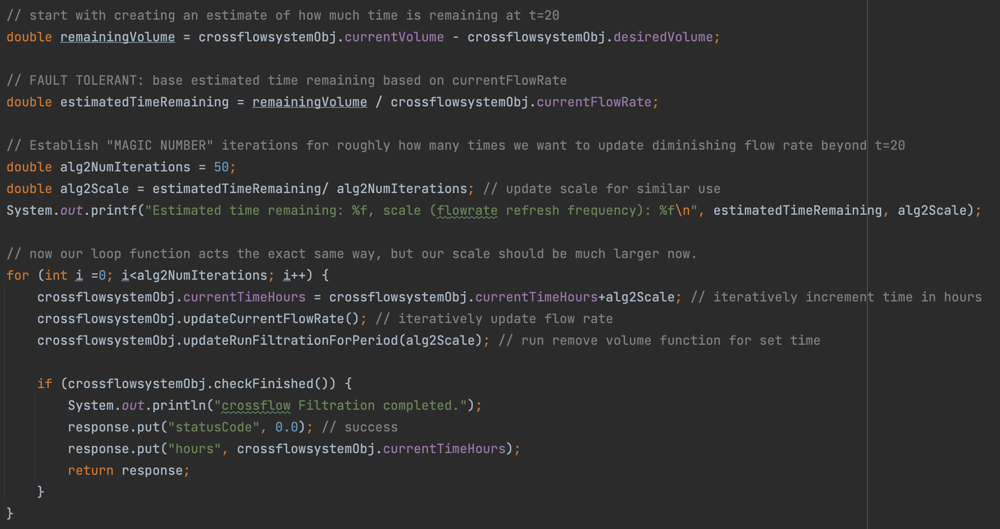 // start with creating an estimate of how much time is remaining at t=20
double remainingVolume = crossflowsystemObj.currentVolume - crossflowsystemObj.desiredVolume;
// FAULT TOLERANT: base estimated time remaining based on currentFlowRate
double estimatedTimeRemaining = remainingVolume / crossflowsystemObj.currentFlowRate;
// Establish "MAGIC NUMBER" iterations for roughly how many times we want to update diminishing flow rate beyond t=20
double alg2NumIterations = 50;
double alg2Scale = estimatedTimeRemaining/ alg2NumIterations; // update scale for similar use
System.out.printf("Estimated time remaining: %f, scale (flowrate refresh frequency): %f\n", estimatedTimeRemaining, alg2Scale);
// now our loop function acts the exact same way, but our scale should be much larger now.
for (int i =0; i<alg2NumIterations; i++) {
    crossflowsystemObj.currentTimeHours = crossflowsystemObj.currentTimeHours+alg2Scale; // iteratively increment time in hours
    crossflowsystemObj.updateCurrentFlowRate(); // iteratively update flow rate
    crossflowsystemObj.updateRunFiltrationForPeriod(alg2Scale); // run remove volume function for set time
    if (crossflowsystemObj.checkFinished()) {
        System.out.println("crossflow Filtration completed.");
        response.put("statusCode", 0.0); // success
        response.put("hours", crossflowsystemObj.currentTimeHours);
        return response;
    }
}